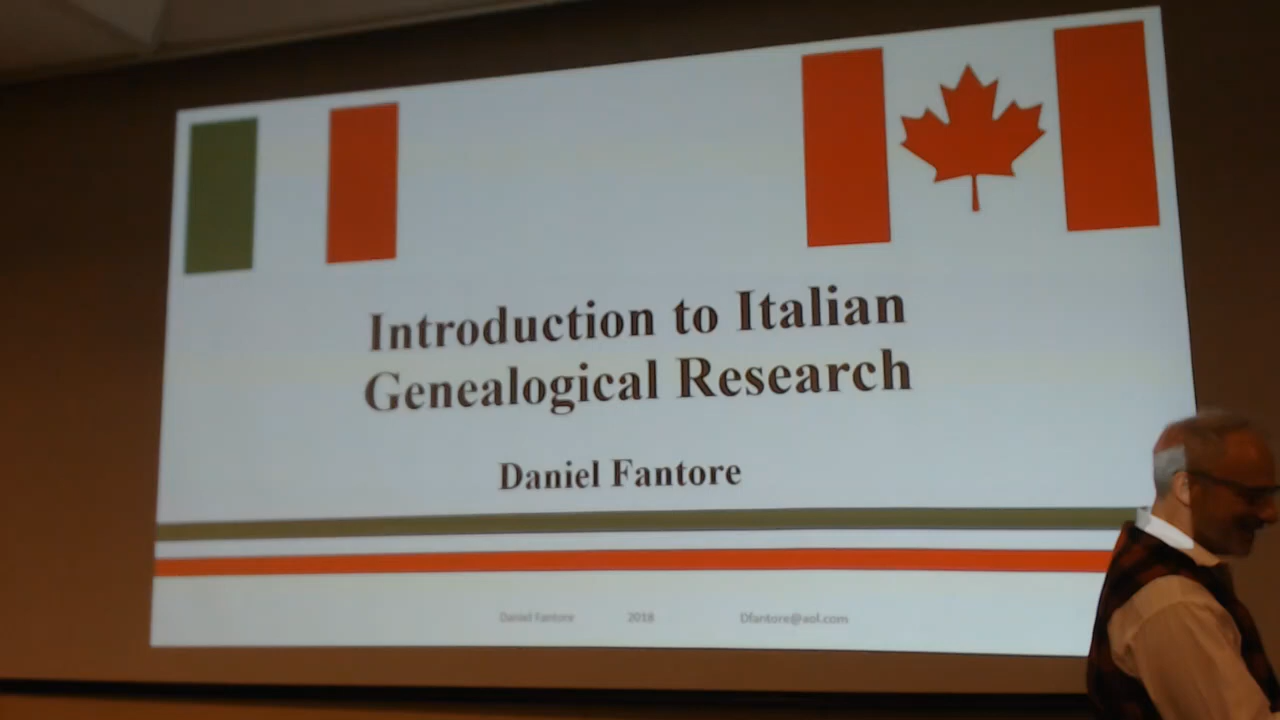 Introduction to Italian
Genealogical Research
Daniel Fantore
Daniel Fantore 2018 Dfantore@aol.com